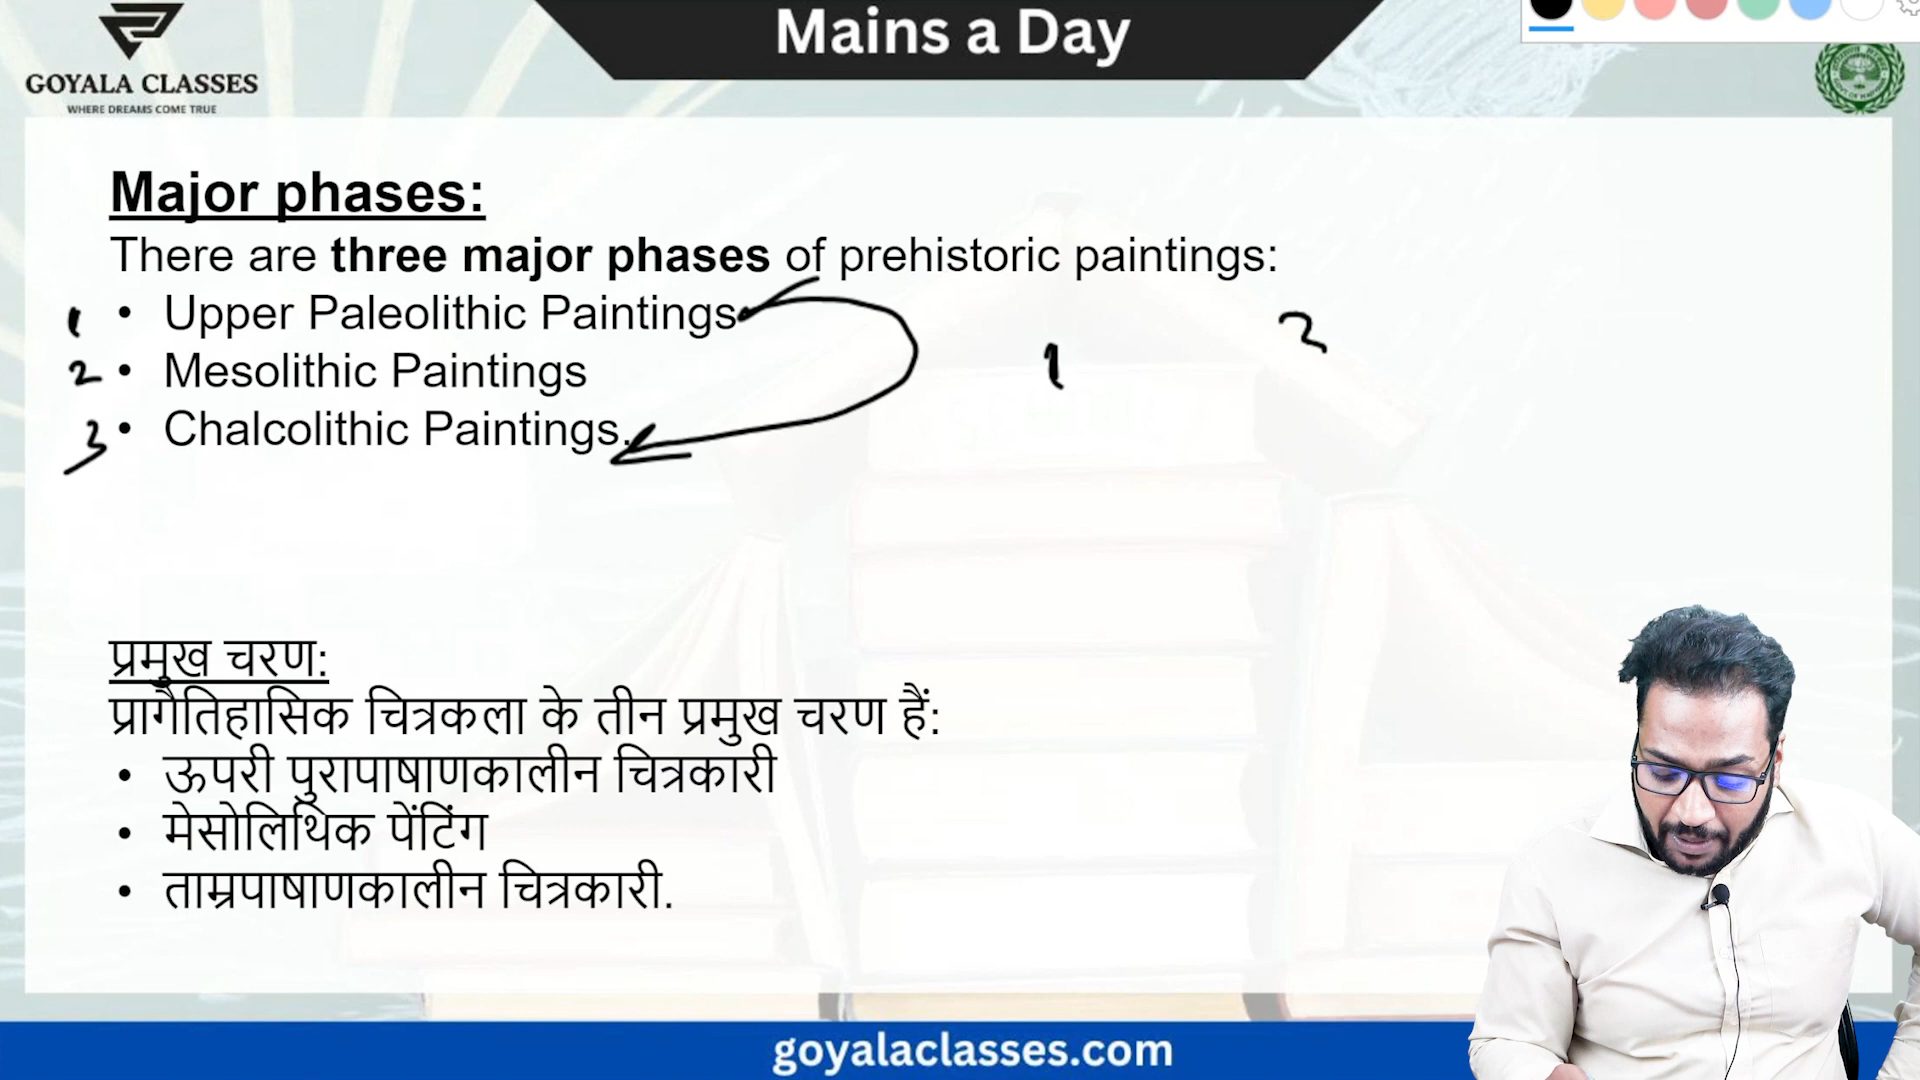 GOYALA CLASSES
WHERE DREAMS COME TRUE
Mains a Day
Major phases:
There are three major phases of prehistoric paintings:
1 • Upper Paleolithic Paintings
2 • Mesolithic Paintings
3 • Chalcolithic Paintings.
1
2
प्रमुख चरण:
प्रागैतिहासिक चित्रकला के तीन प्रमुख चरण हैं:
• ऊपरी पुरापाषाणकालीन चित्रकारी
• मेसोलिथिक पेंटिंग
• ताम्रपाषाणकालीन चित्रकारी.
goyalaclasses.com